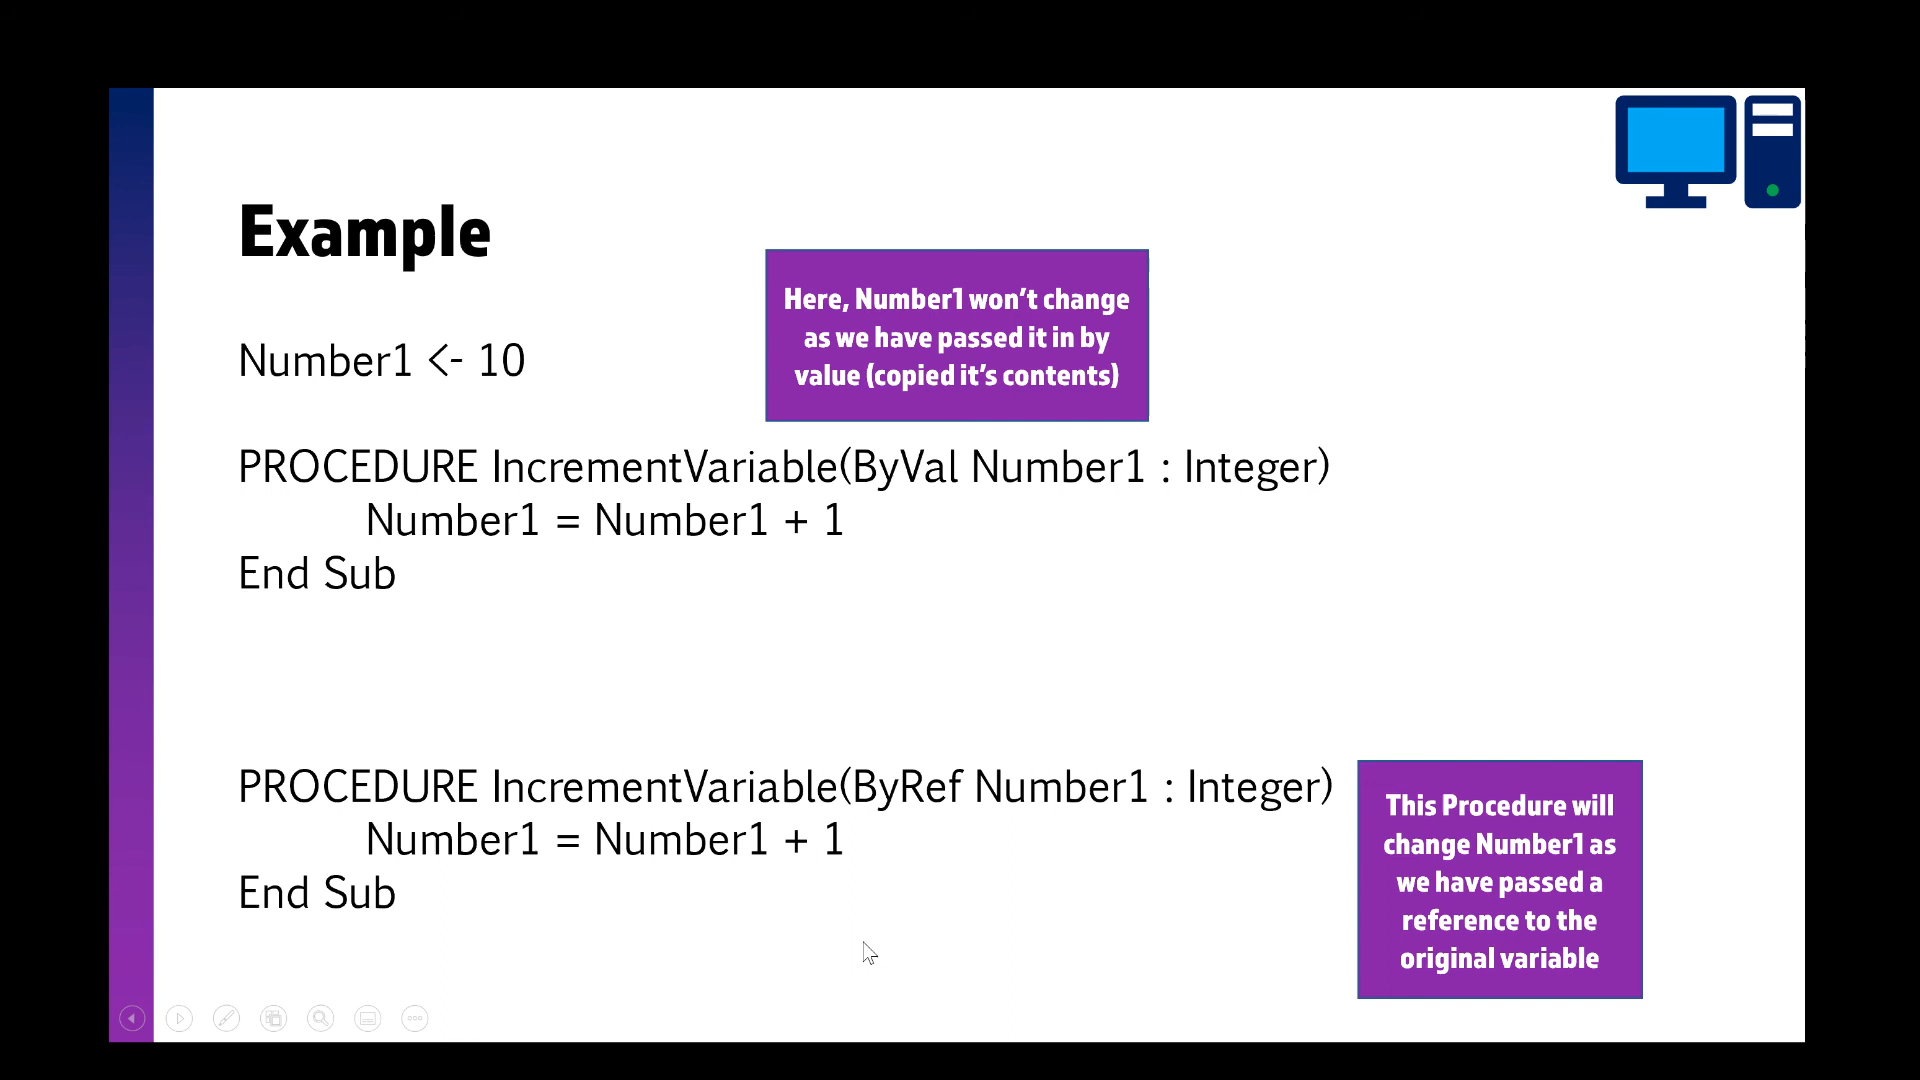 Example
Here, Number1 won't change
as we have passed it in by
value (copied it's contents)
Number1 <- 10
PROCEDURE IncrementVariable(ByVal Number1 : Integer)
Number1 = Number1 + 1
End Sub
PROCEDURE IncrementVariable(ByRef Number1 : Integer)
Number1 = Number1 + 1
End Sub
This Procedure will
change Number1 as
we have passed a
reference to the
original variable